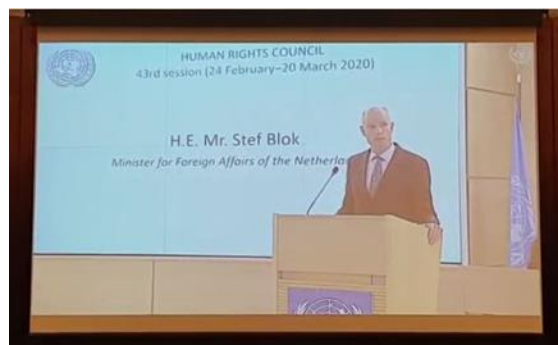 HUMAN RIGHTS COUNCIL
43rd session (24 February–20 March 2020)
H.E. Mr. Stef Blok
Minister for Foreign Affairs of the Netherla